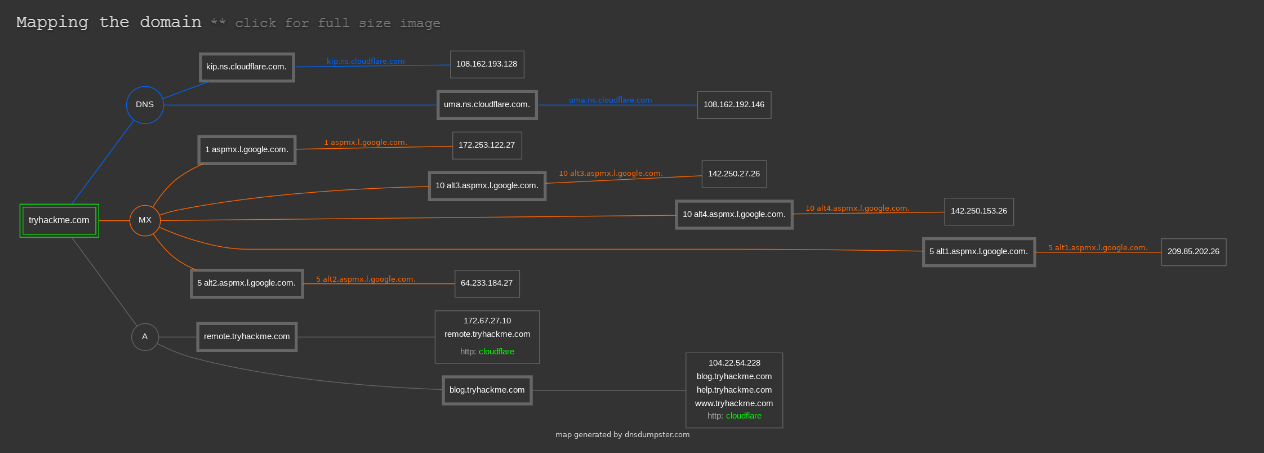 Mapping the domain ** click for full size image
kip.ns.cloudflare.com.
kip.ns.cloudflare.com.
108.162.193.128
DNS
uma.ns.cloudflare.com.
uma.ns.cloudflare.com.
108.162.192.146
1 aspmx.l.google.com.
1 aspmx.l.google.com.
172.253.122.27
10 alt3.aspmx.l.google.com.
10 alt3.aspmx.l.google.com.
142.250.27.26
tryhackme.com
MX
10 alt4.aspmx.l.google.com.
10 alt4.aspmx.l.google.com.
142.250.153.26
5 alt1.aspmx.l.google.com.
5 alt1.aspmx.l.google.com.
209.85.202.26
5 alt2.aspmx.l.google.com.
5 alt2.aspmx.l.google.com.
64.233.184.27
A
remote.tryhackme.com
172.67.27.10
remote.tryhackme.com
http: cloudflare
blog.tryhackme.com
104.22.54.228
blog.tryhackme.com
help.tryhackme.com
www.tryhackme.com
http: cloudflare
map generated by dnsdumpster.com